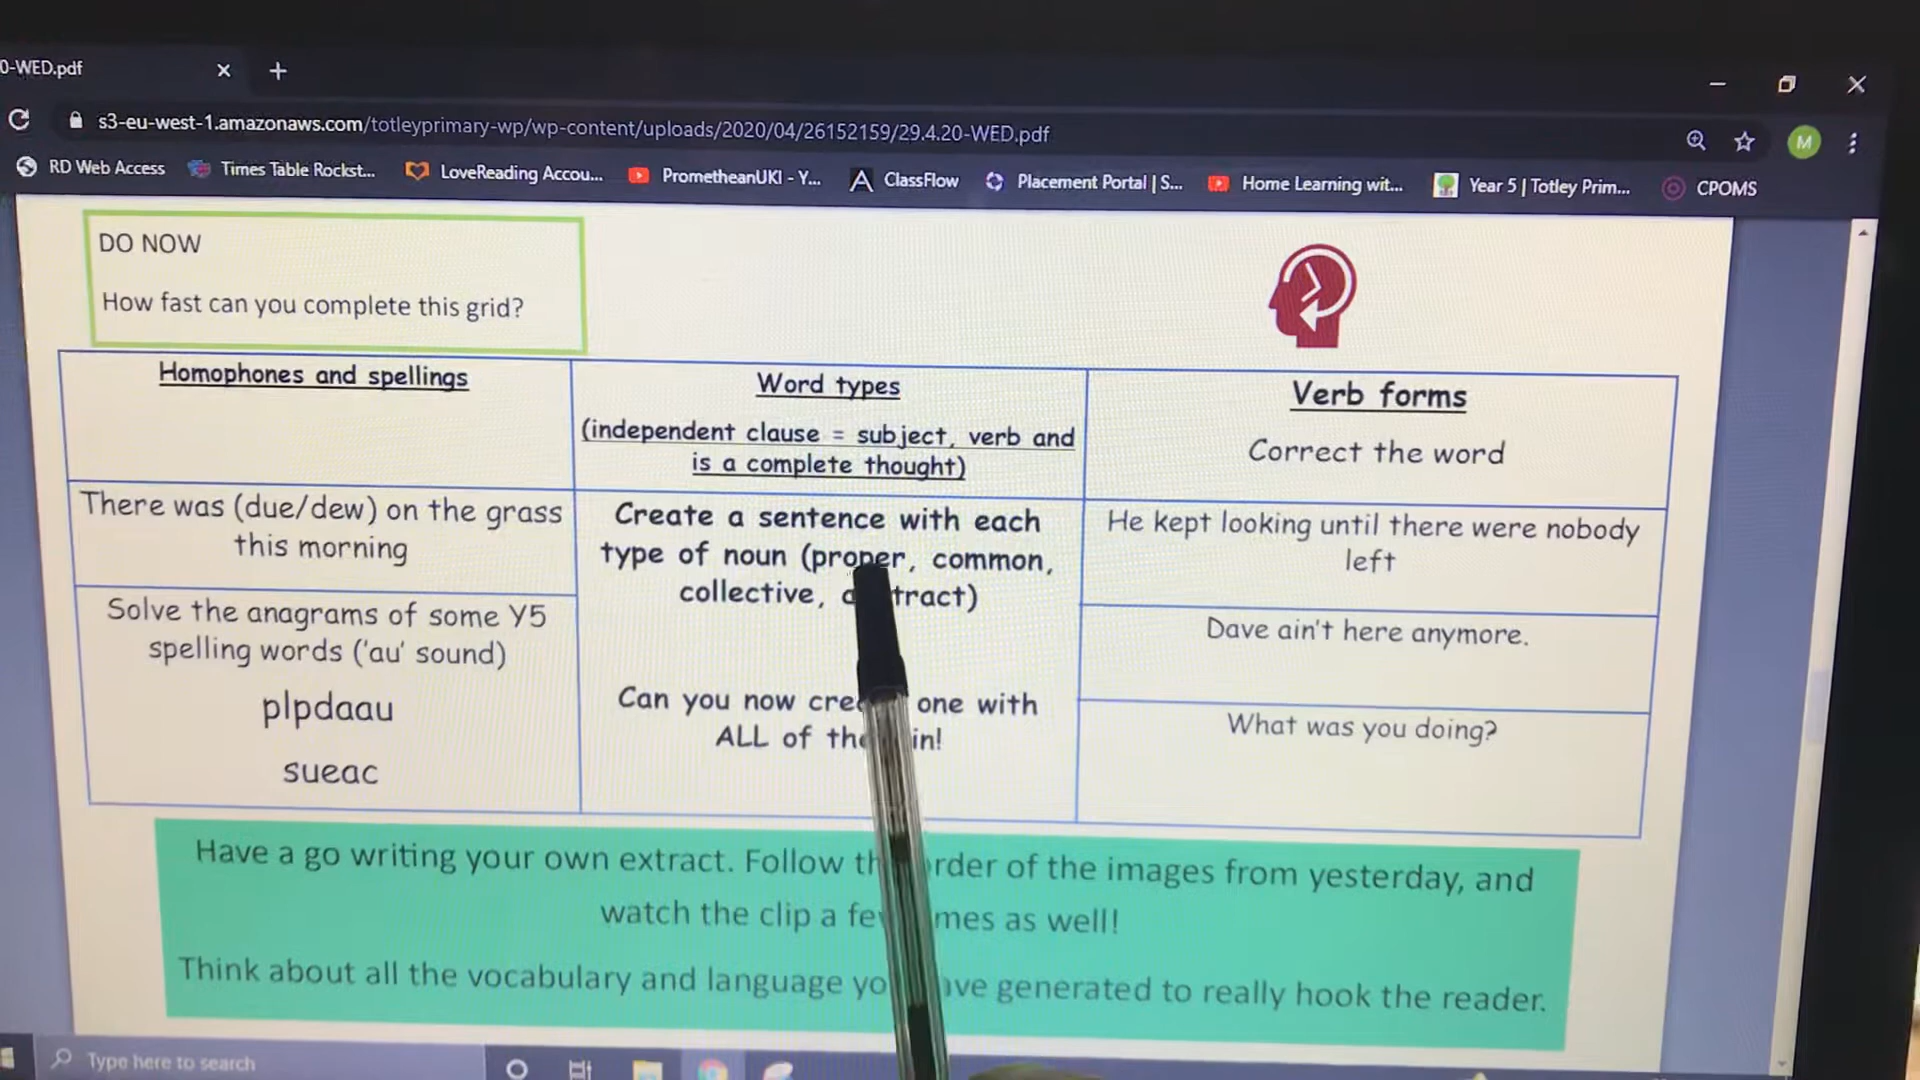 0-WED.pdf
s3-eu-west-1.amazonaws.com/totleyprimary-wp/wp-content/uploads/2020/04/26152159/29.4.20-WED.pdf
M
RD Web Access
Times Table Rockst...
LoveReading Accou...
PrometheanUKI - Y...
ClassFlow
Placement Portal | S...
Home Learning wit...
Year 5 | Totley Prim...
CPOMS
DO NOW
How fast can you complete this grid?
Homophones and spellings
There was (due/dew) on the grass
this morning
Solve the anagrams of some Y5
spelling words ('au' sound)
plpdaau
sueac
Word types
(independent clause = subject, verb and
is a complete thought)
Create a sentence with each
type of noun (proper, common,
collective, tract)
Can you now one with
ALL of in!
Verb forms
Correct the word
He kept looking until there were nobody
left
Dave ain't here anymore.
What was you doing?
Have a go writing your own extract. Follow of the images from yesterday, and
watch the clip a as well!
Think about all the vocabulary and language generated to really hook the reader.
Type here to search